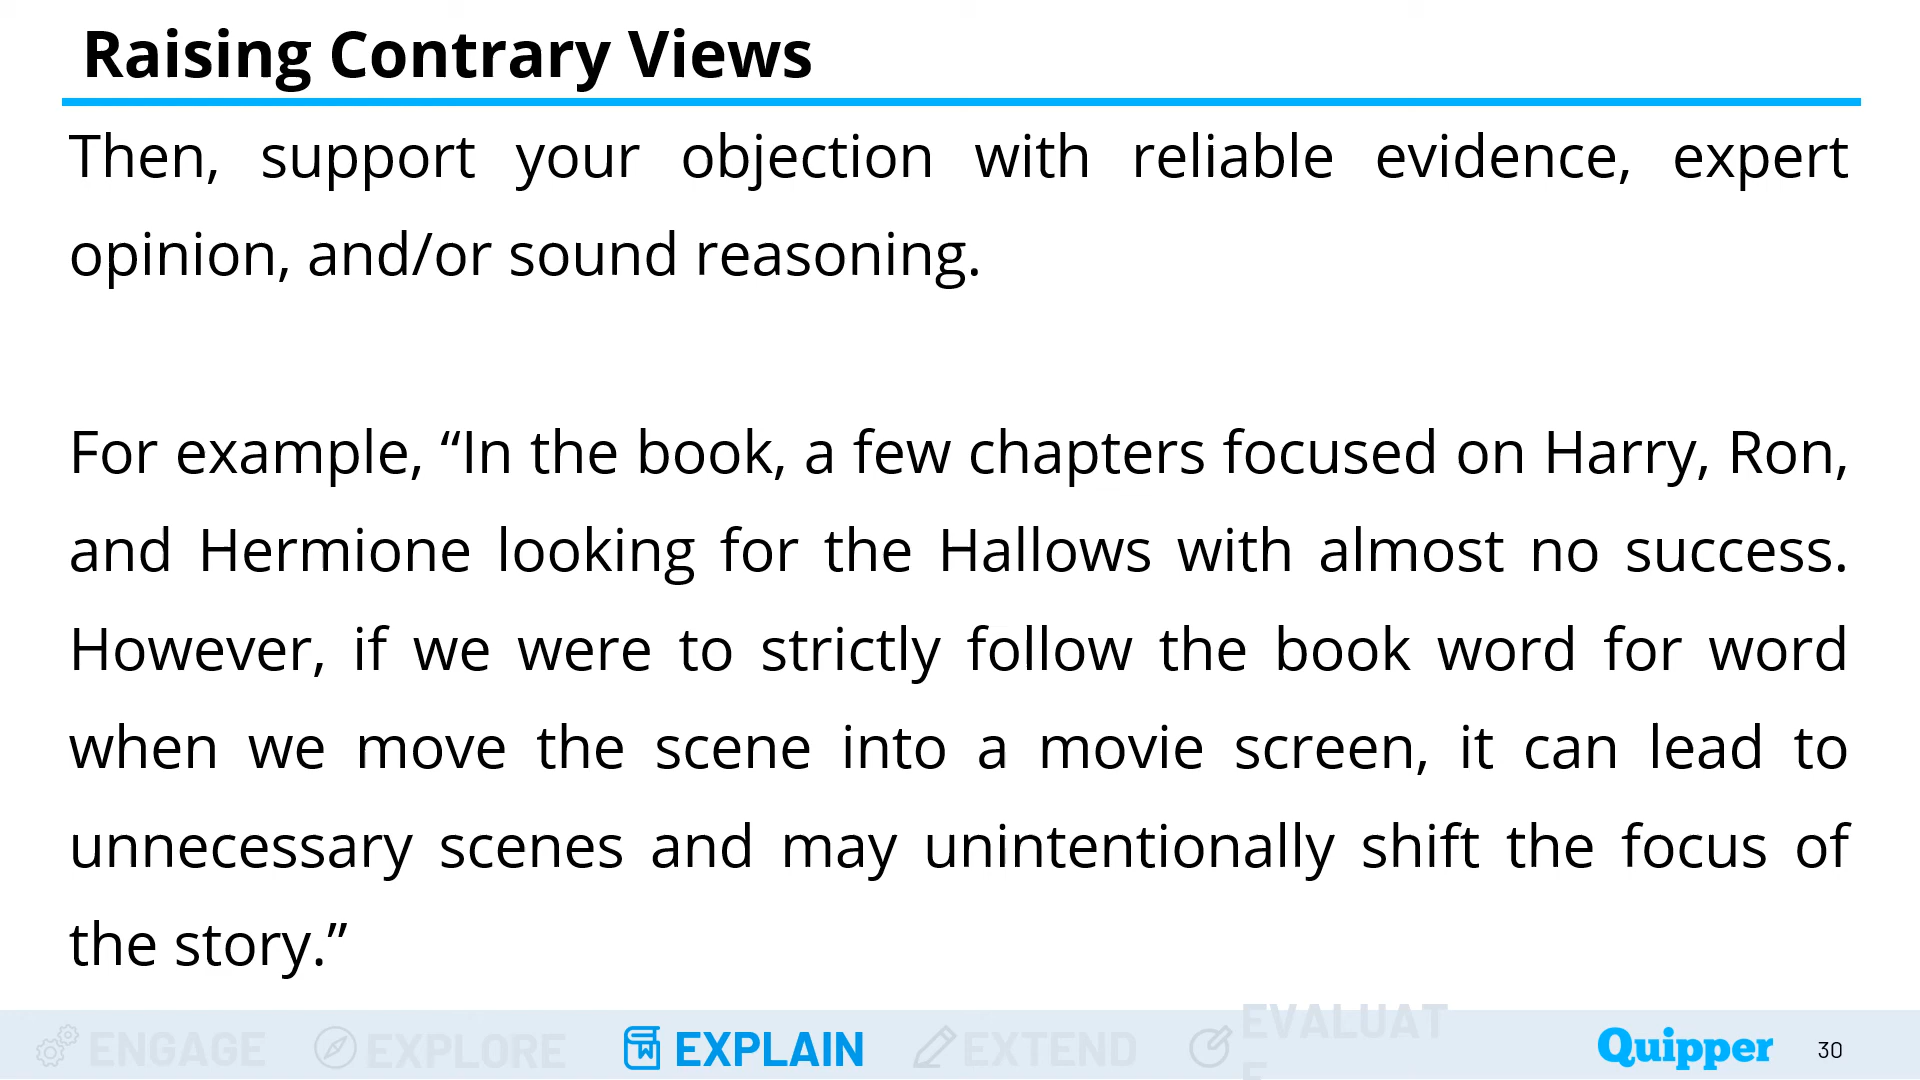 Raising Contrary Views
Then, support your objection with reliable evidence, expert
opinion, and/or sound reasoning.
For example, “In the book, a few chapters focused on Harry, Ron,
and Hermione looking for the Hallows with almost no success.
However, if we were to strictly follow the book word for word
when we move the scene into a movie screen, it can lead to
unnecessary scenes and may unintentionally shift the focus of
the story.”
ENGAGE EXPLORE EXPLAIN EXTEND EVALUAT
E
Quipper 30